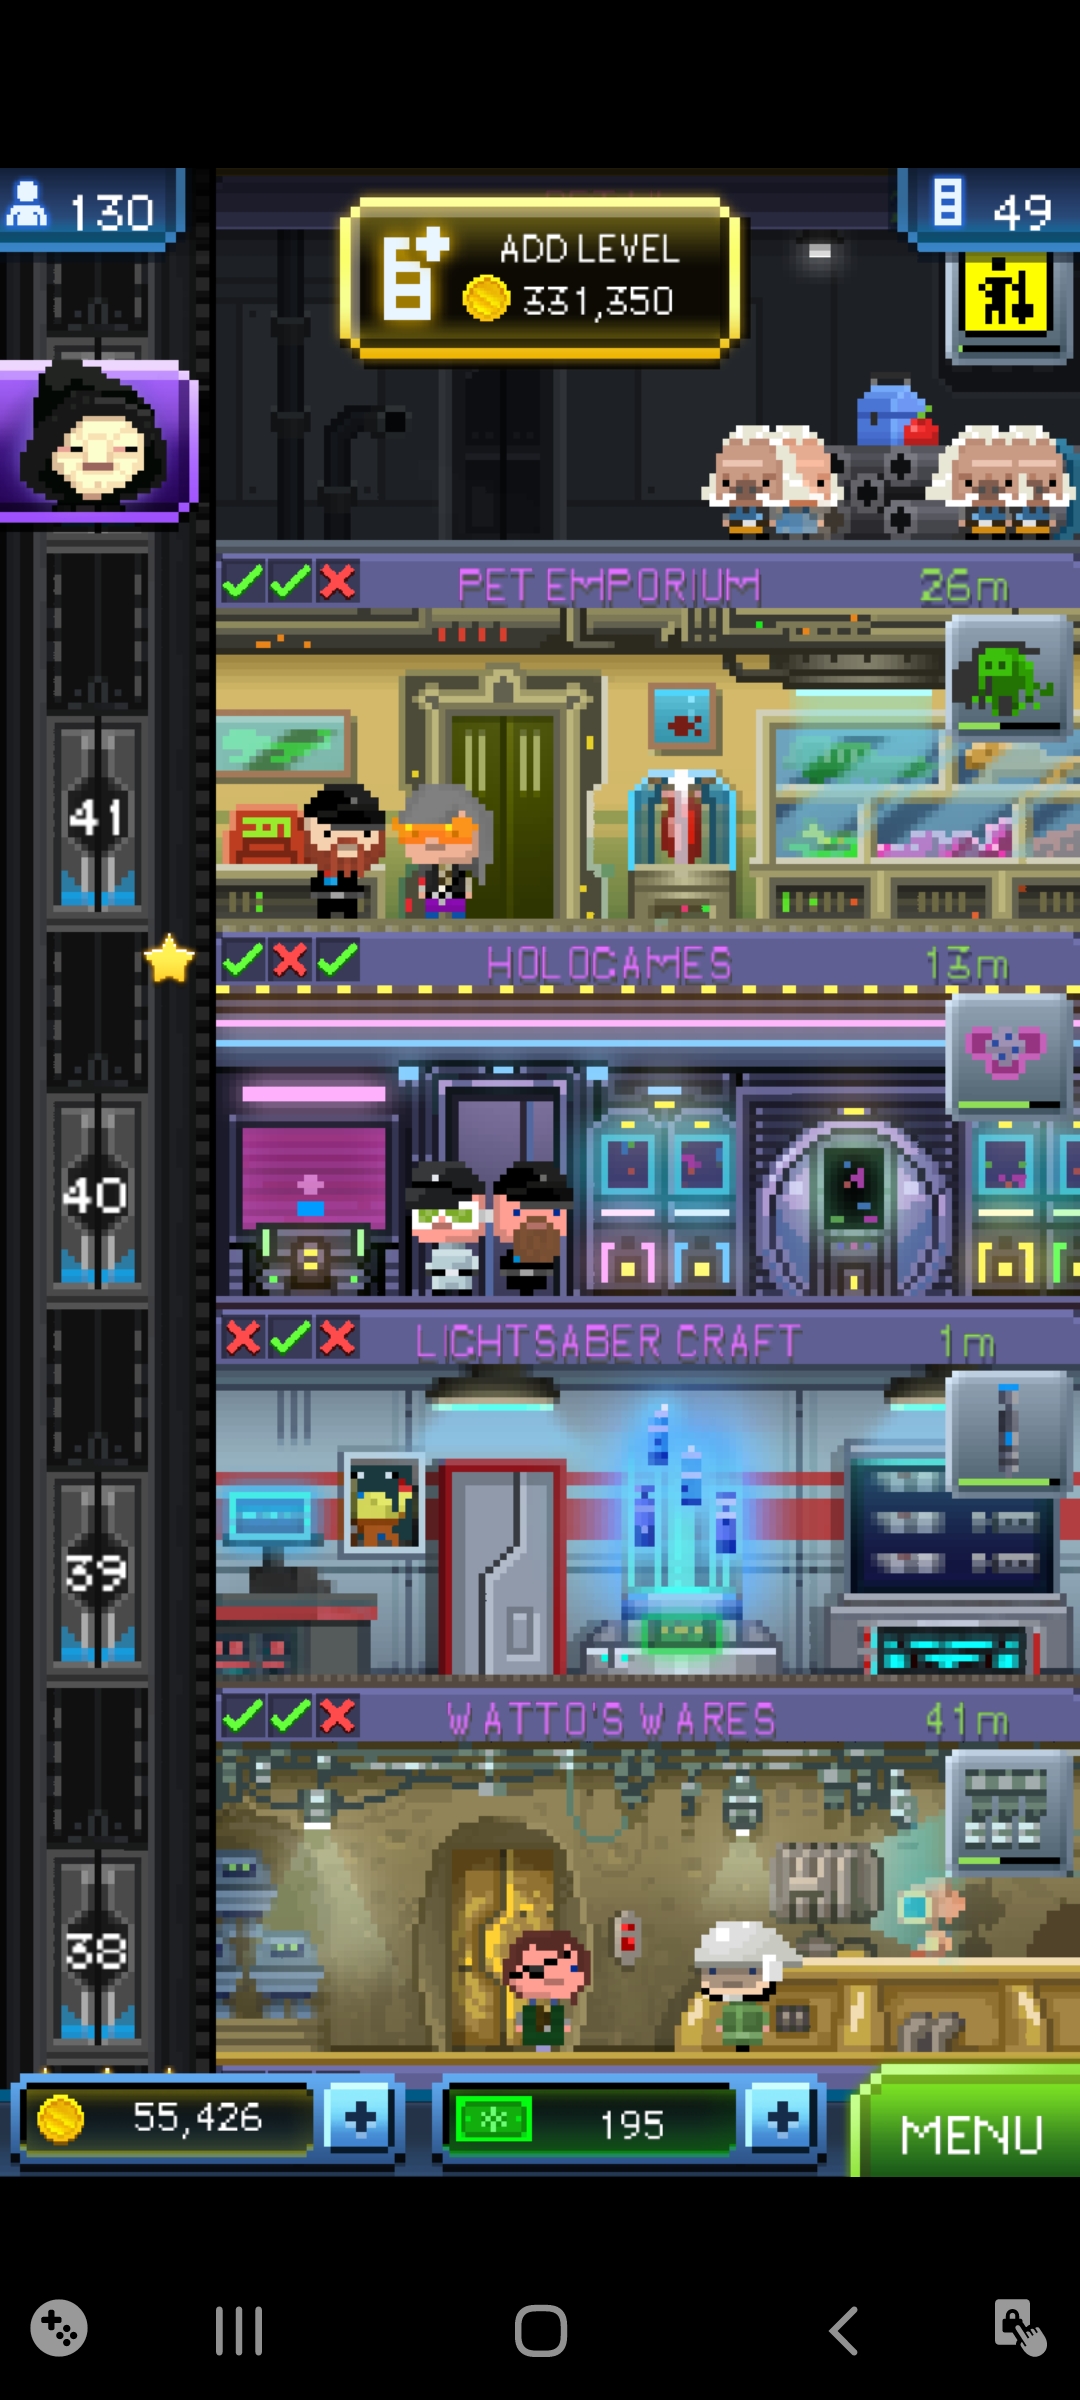 130
ADD LEVEL
331,350
49
PET EMPORIUM
26m
41
HOLOGAMES
13m
40
LIGHTSABER CRAFT
1m
39
WATTO'S WARES
41m
38
55,426
195
MENU